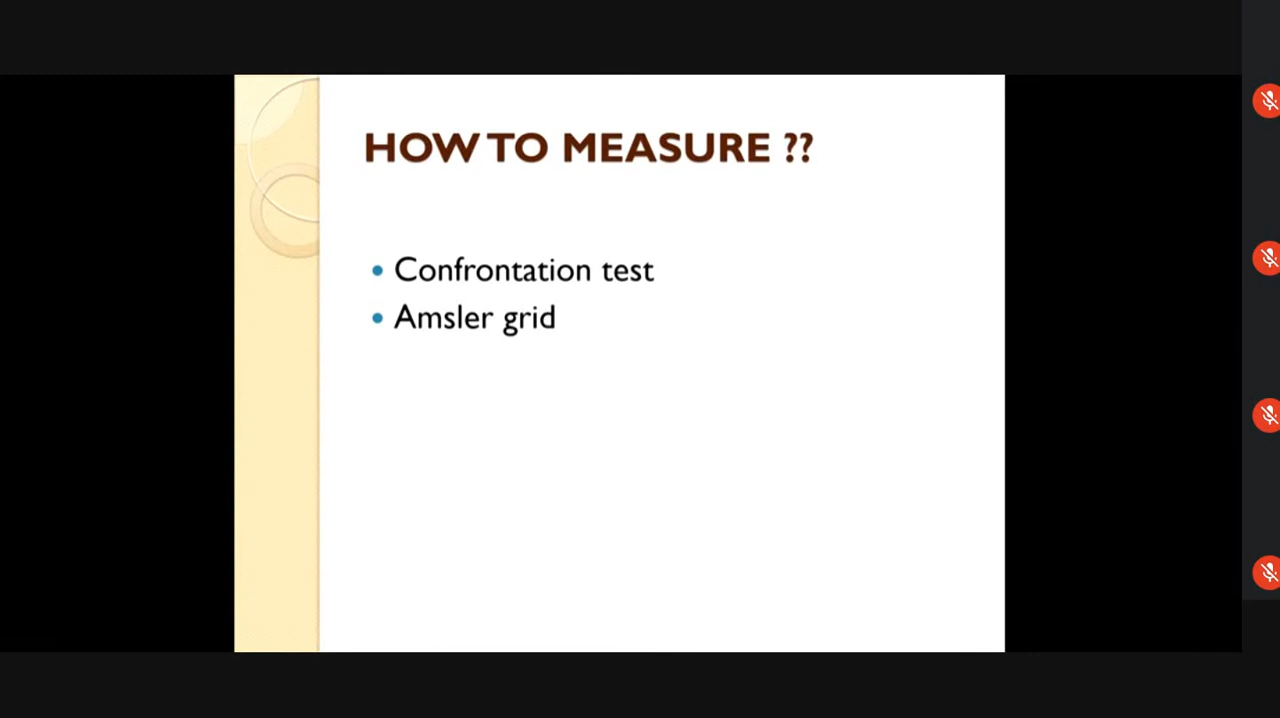 HOW TO MEASURE ??
• Confrontation test
• Amsler grid